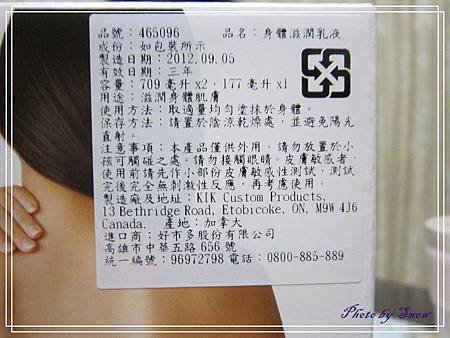 品號: 465096 品名: 身體滋潤乳液
成份: 如包裝所示
製造日期: 2012.09.05
有效日期: 三年
容量: 709 毫升 x2, 177 毫升 x1
用途: 滋潤身體肌膚
使用方法: 取適量均勻塗抹於身體。
保存方法: 請置於陰涼乾燥處, 並避免陽光
直射。
注意事項: 本產品僅供外用。請勿放置於小
孩可觸碰之處。請勿接觸眼睛。皮膚敏感者,
使用前請先作小部份皮膚敏感性測試, 測試
完後完全無刺激性反應, 再考慮使用。
製造廠及地址: KIK Custom Products,
13 Bethridge Road, Etobicoke, ON, M9W 4J6
Canada. 產地: 加拿大
進口商: 好市多股份有限公司
高雄市中華五路 656 號
統一編號: 96972798 電話: 0800-885-889
Photo by Snow